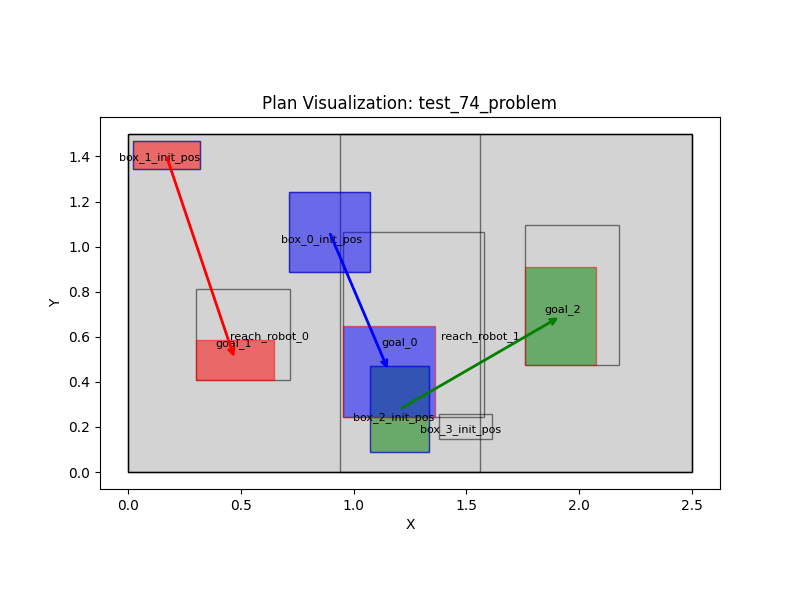 Plan Visualization: test_74_problem
1.4
box_1_init_pos
1.2
box_0_init_pos
1.0
Y
0.8
goal_2
0.6
reach_robot_0
goal_1
goal_0
reach_robot_1
0.4
box_2_init_pos
0.2
box_3_init_pos
0.0
0.0 0.5 1.0 1.5 2.0 2.5
X